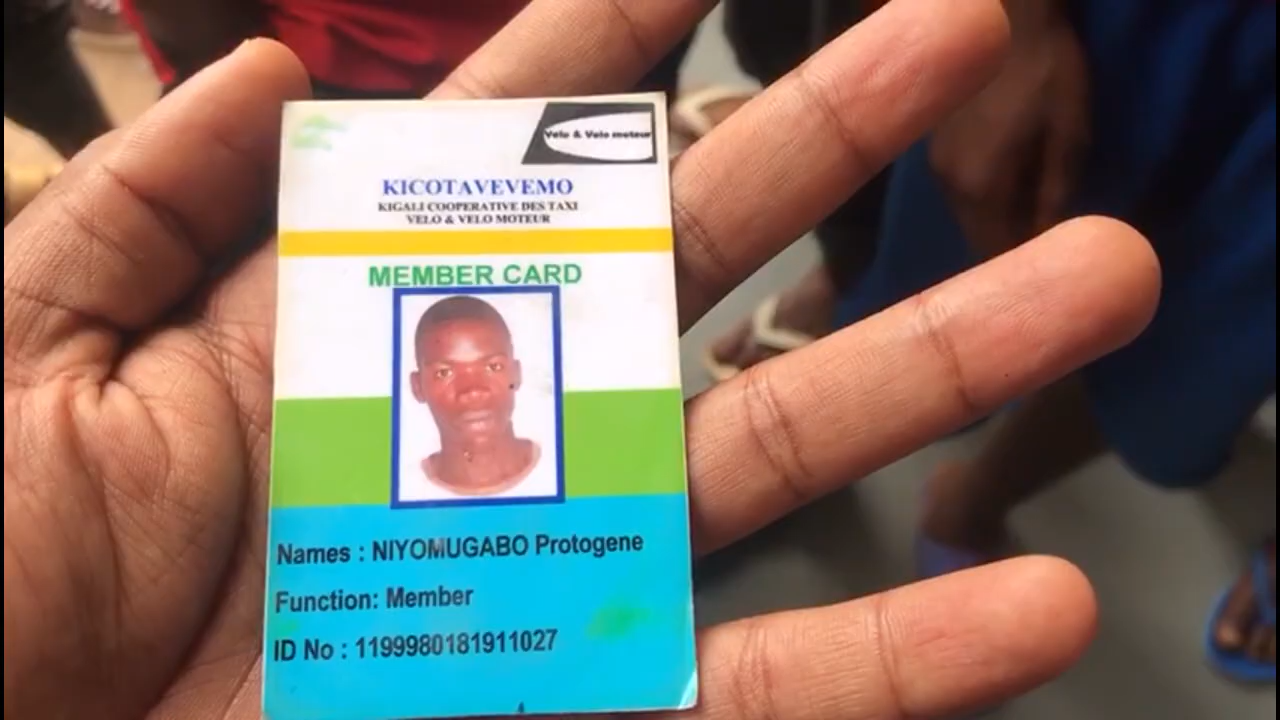 Velo & Velo moteur
KICOTAVEVEMO
KIGALI COOPERATIVE DES TAXI
VELO & VELO MOTEUR
MEMBER CARD
Names : NIYOMUGABO Protogene
Function: Member
ID No : 1199980181911027